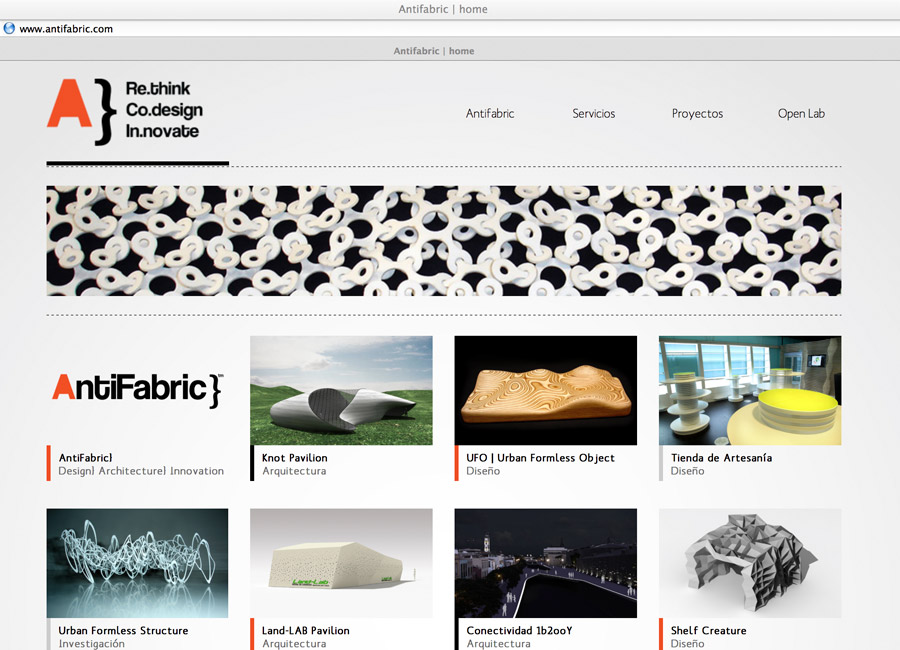 Antifabric | home
www.antifabric.com
Antifabric | home
A}
Re.think
Co.design
In.novate
Antifabric Servicios Proyectos Open Lab
AntiFabric}
AntiFabric}
Design} Architecture} Innovation
Knot Pavilion
Arquitectura
UFO | Urban Formless Object
Diseño
Tienda de Artesanía
Diseño
Land-Lab
Urban Formless Structure
Investigación
Land-LAB Pavilion
Arquitectura
Conectividad 1b2ooY
Arquitectura
Shelf Creature
Diseño